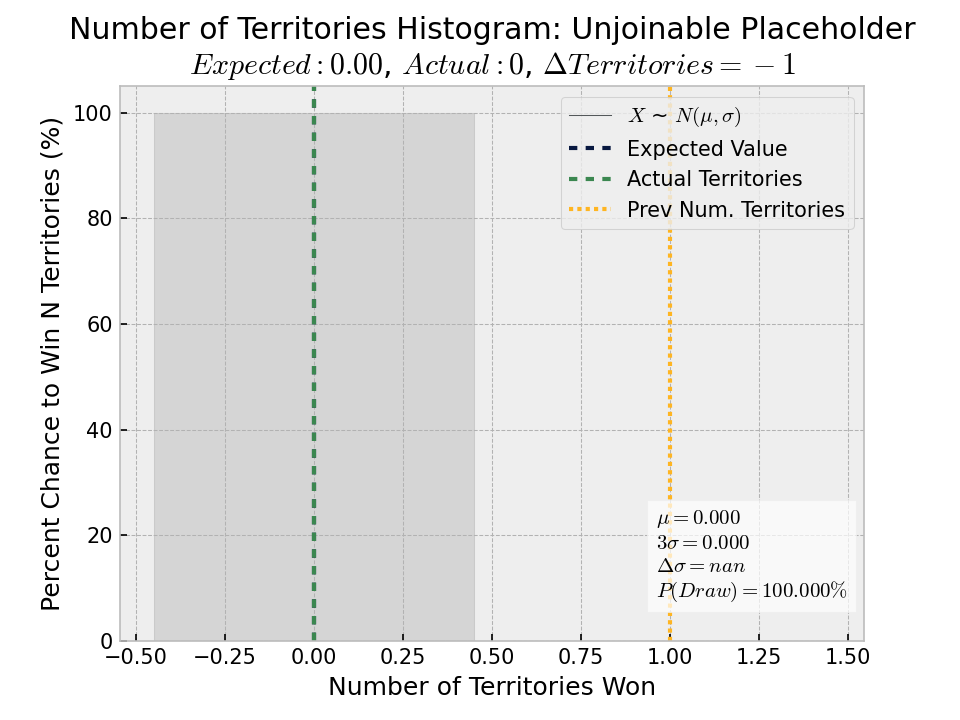 Number of Territories Histogram: Unjoinable Placeholder
Expected : 0.00, Actual : 0, ΔTerritories = −1
Percent Chance to Win N Territories (%)
100
80
60
40
20
0
X ~ N(μ, σ)
Expected Value
Actual Territories
Prev Num. Territories
μ = 0.000
3σ = 0.000
Δσ = nan
P(Draw) = 100.000%
−0.50 −0.25 0.00 0.25 0.50 0.75 1.00 1.25 1.50
Number of Territories Won